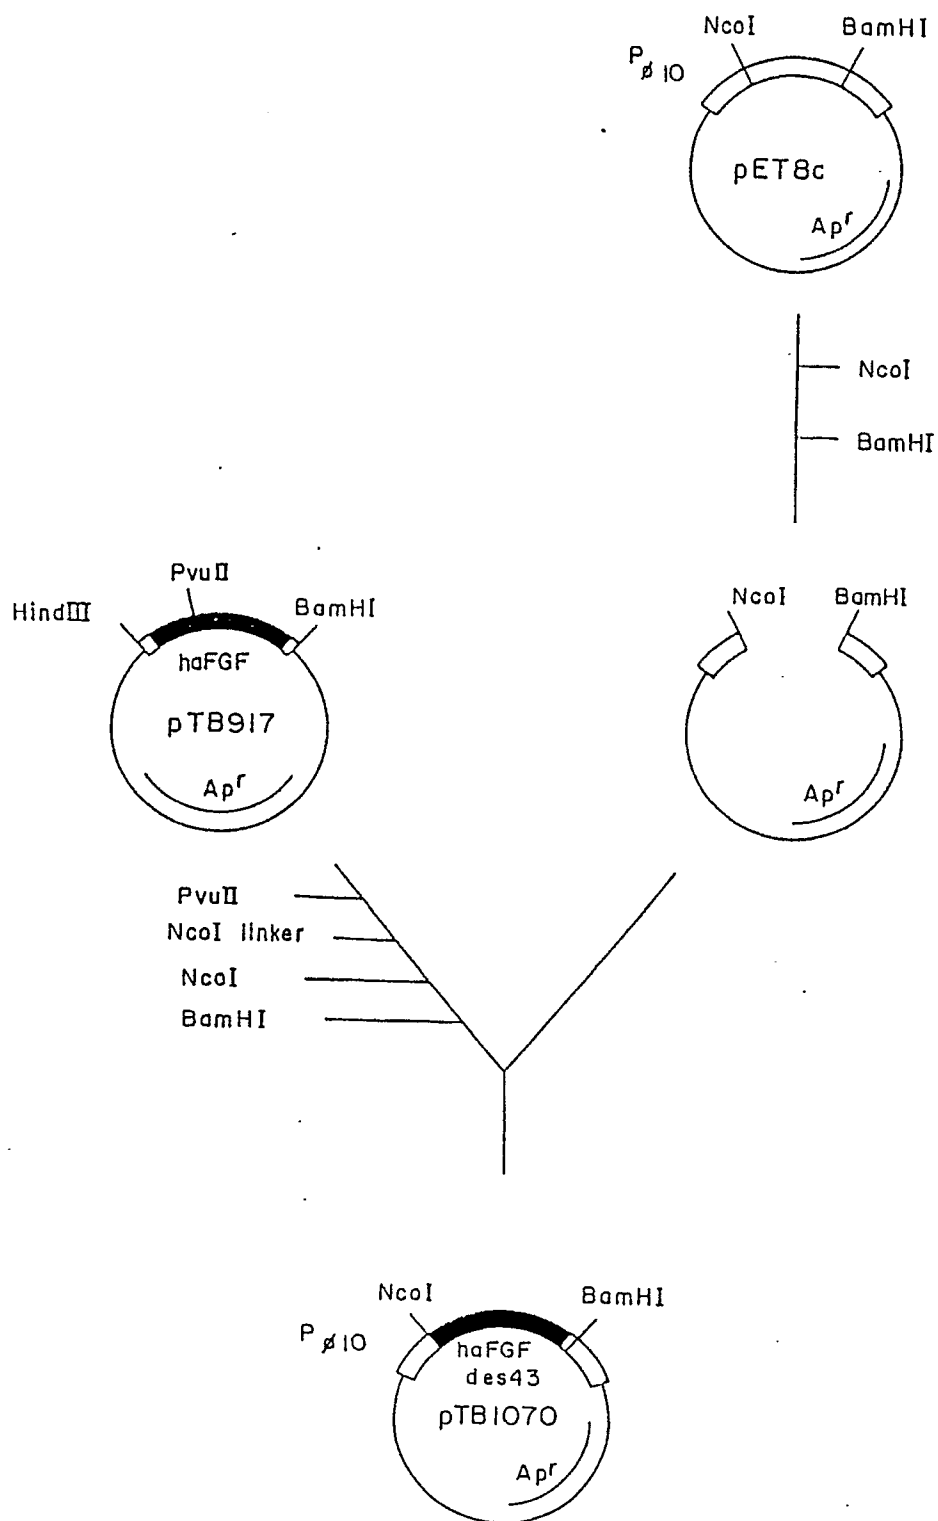 NcoI
BamHI
Pø10
pET8c
Apr
NcoI
BamHI
PvuII
HindIII
BamHI
haFGF
pTB917
Apr
NcoI
BamHI
Apr
PvuII
NcoI linker
NcoI
BamHI
NcoI
BamHI
Pø10
haFGF
des43
pTB1070
Apr